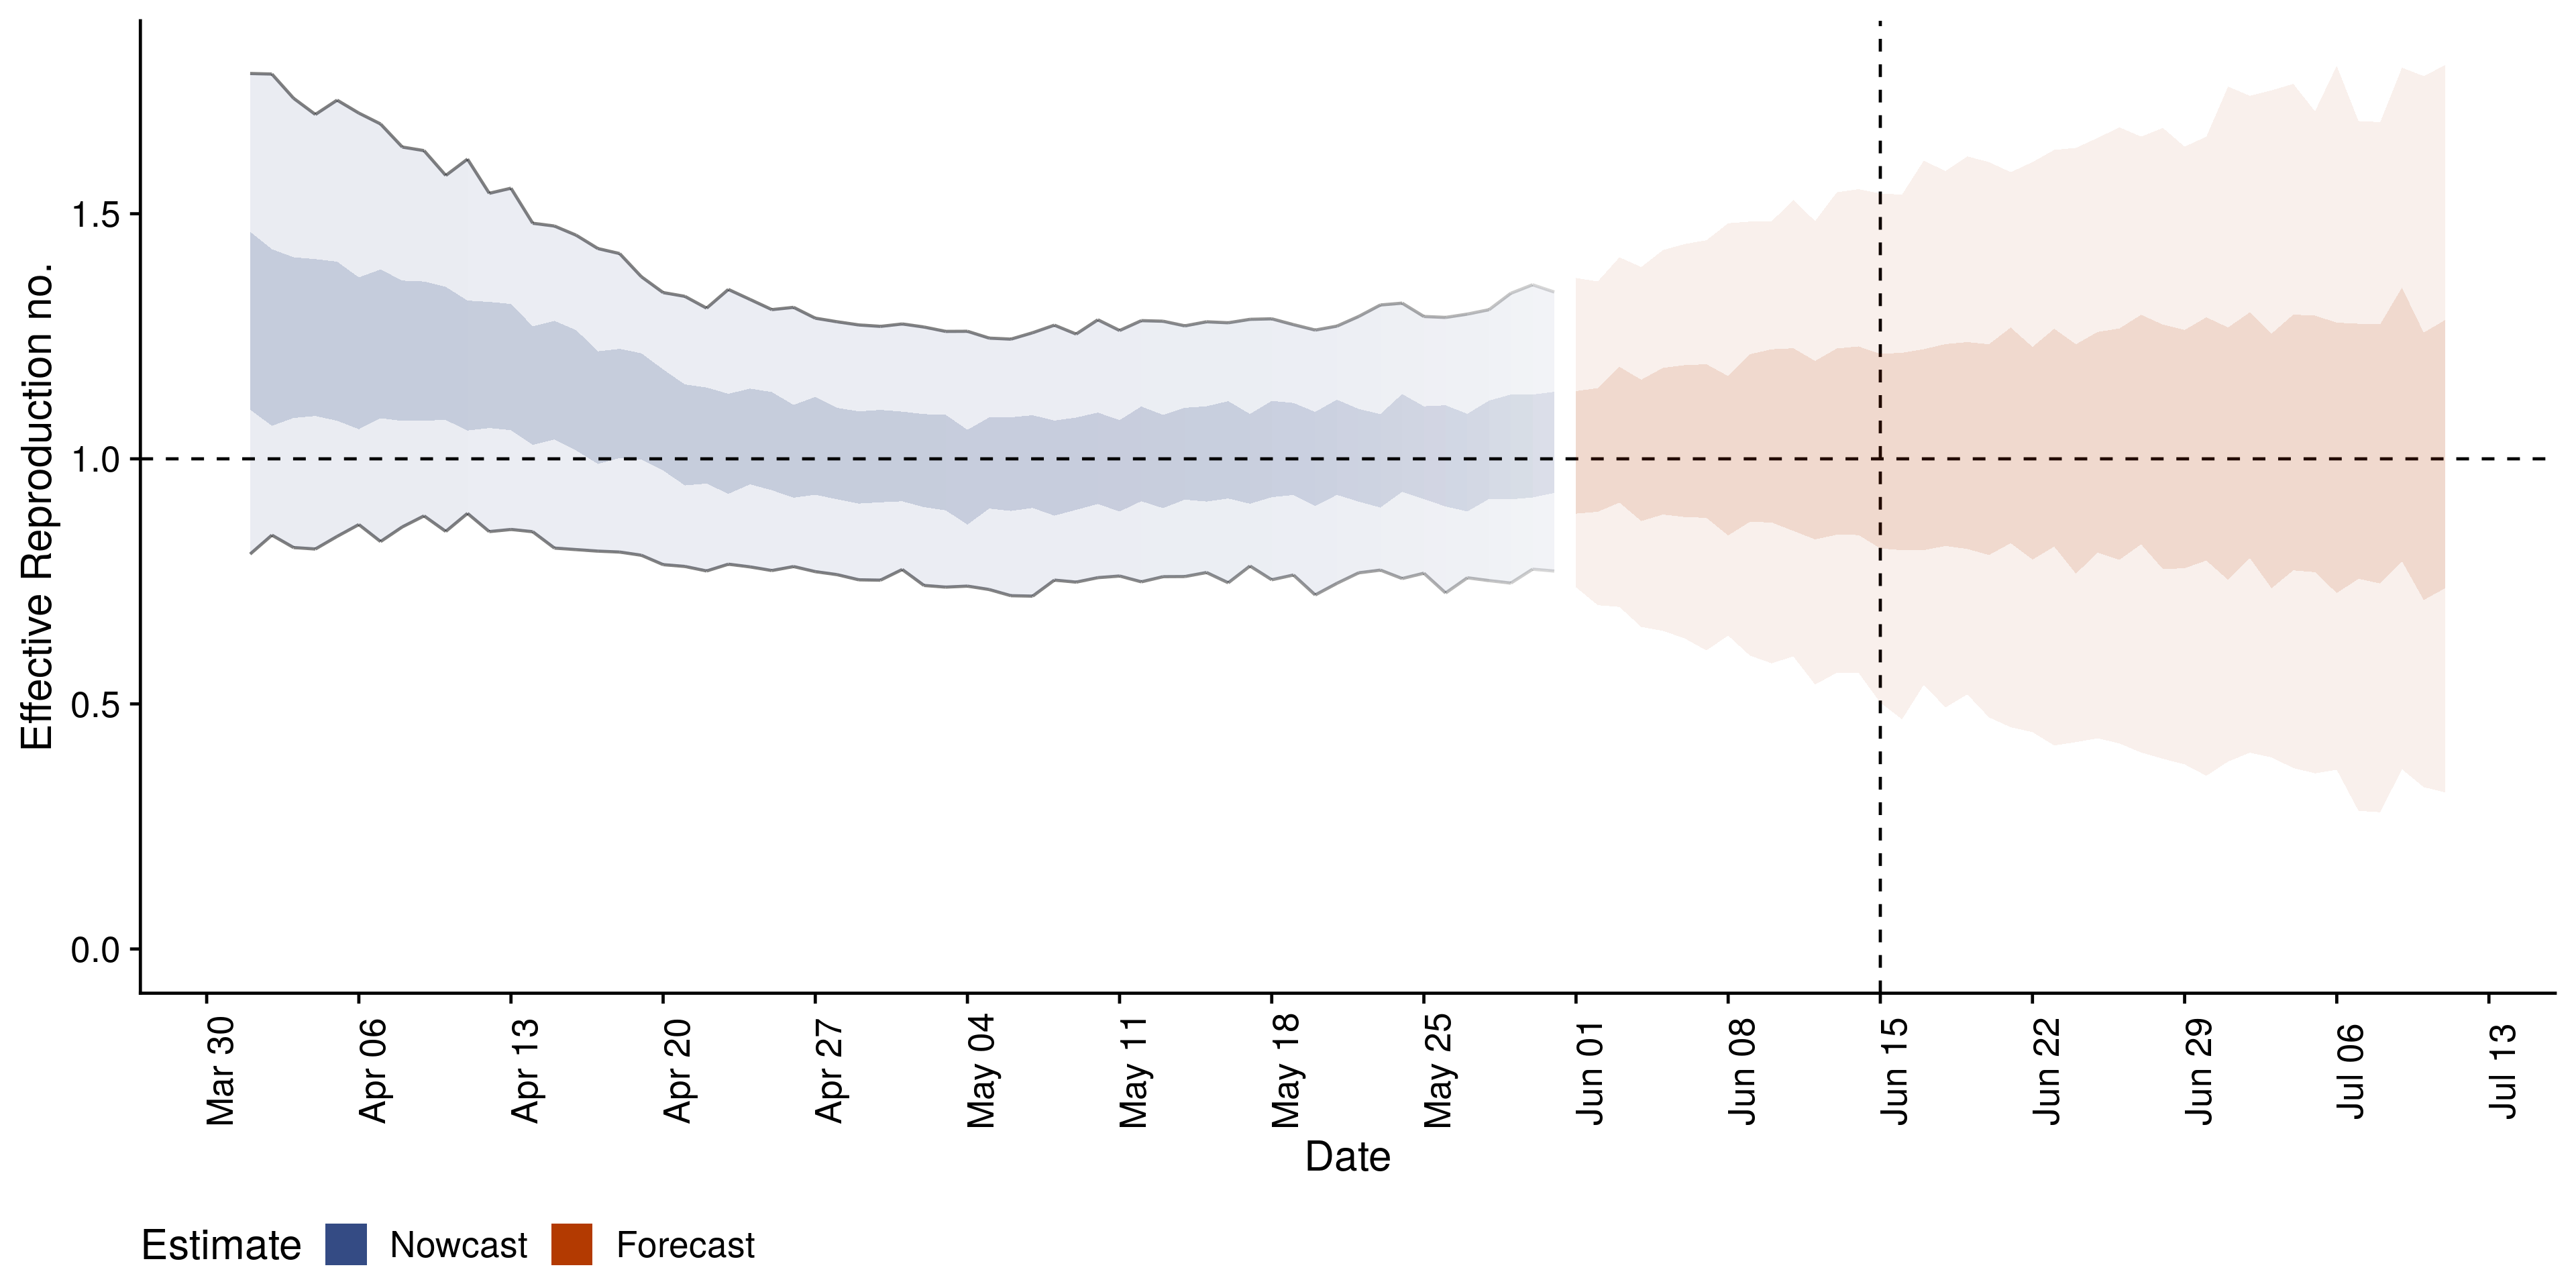 Effective Reproduction no.
1.5
1.0
0.5
0.0
Mar 30
Apr 06
Apr 13
Apr 20
Apr 27
May 04
May 11
May 18
May 25
Jun 01
Jun 08
Jun 15
Jun 22
Jun 29
Jul 06
Jul 13
Date
Estimate Nowcast Forecast